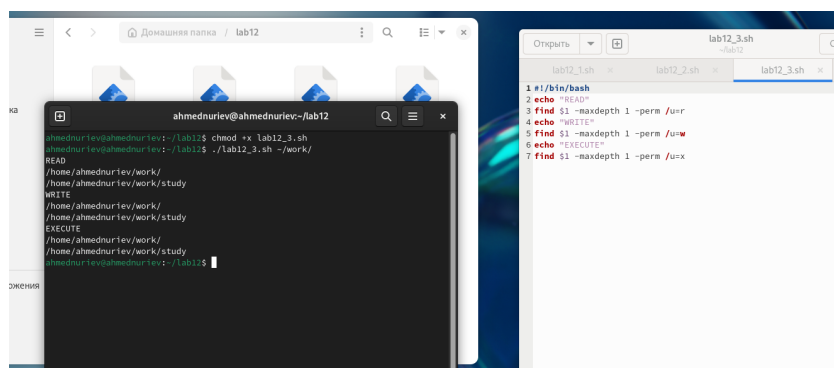 Домашняя папка / lab12
ка
ожения
ahmednuriev@ahmednuriev:~/lab12
ahmednuriev@ahmednuriev:~/lab12$ chmod +x lab12_3.sh
ahmednuriev@ahmednuriev:~/lab12$ ./lab12_3.sh ~/work/
READ
/home/ahmednuriev/work/
/home/ahmednuriev/work/study
WRITE
/home/ahmednuriev/work/
/home/ahmednuriev/work/study
EXECUTE
/home/ahmednuriev/work/
/home/ahmednuriev/work/study
ahmednuriev@ahmednuriev:~/lab12$
Открыть
lab12_3.sh
~/lab12
lab12_1.sh × lab12_2.sh × lab12_3.sh ×
1 #!/bin/bash
2 echo "READ"
3 find $1 -maxdepth 1 -perm /u=r
4 echo "WRITE"
5 find $1 -maxdepth 1 -perm /u=w
6 echo "EXECUTE"
7 find $1 -maxdepth 1 -perm /u=x